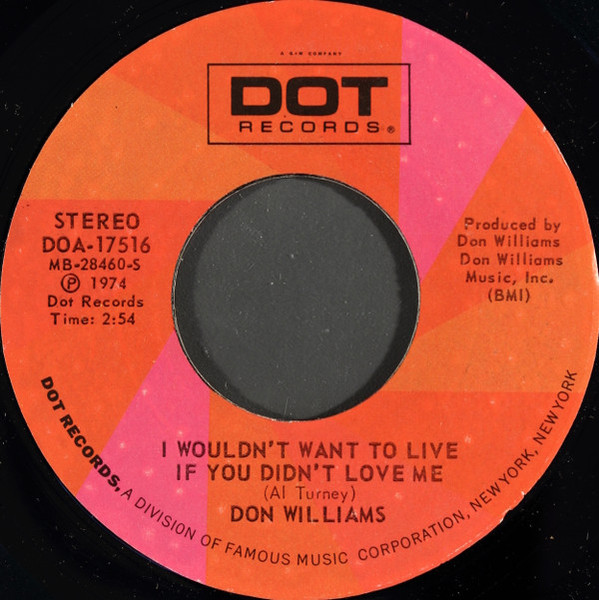 A G+W COMPANY
DOT
RECORDS®
STEREO
DOA-17516
MB-28460-S
℗ 1974
Dot Records
Time: 2:54
Produced by
Don Williams
Don Williams
Music, Inc.
(BMI)
I WOULDN'T WANT TO LIVE
IF YOU DIDN'T LOVE ME
(Al Turney)
DON WILLIAMS
DOT RECORDS, A DIVISION OF FAMOUS MUSIC CORPORATION, NEW YORK, NEW YORK